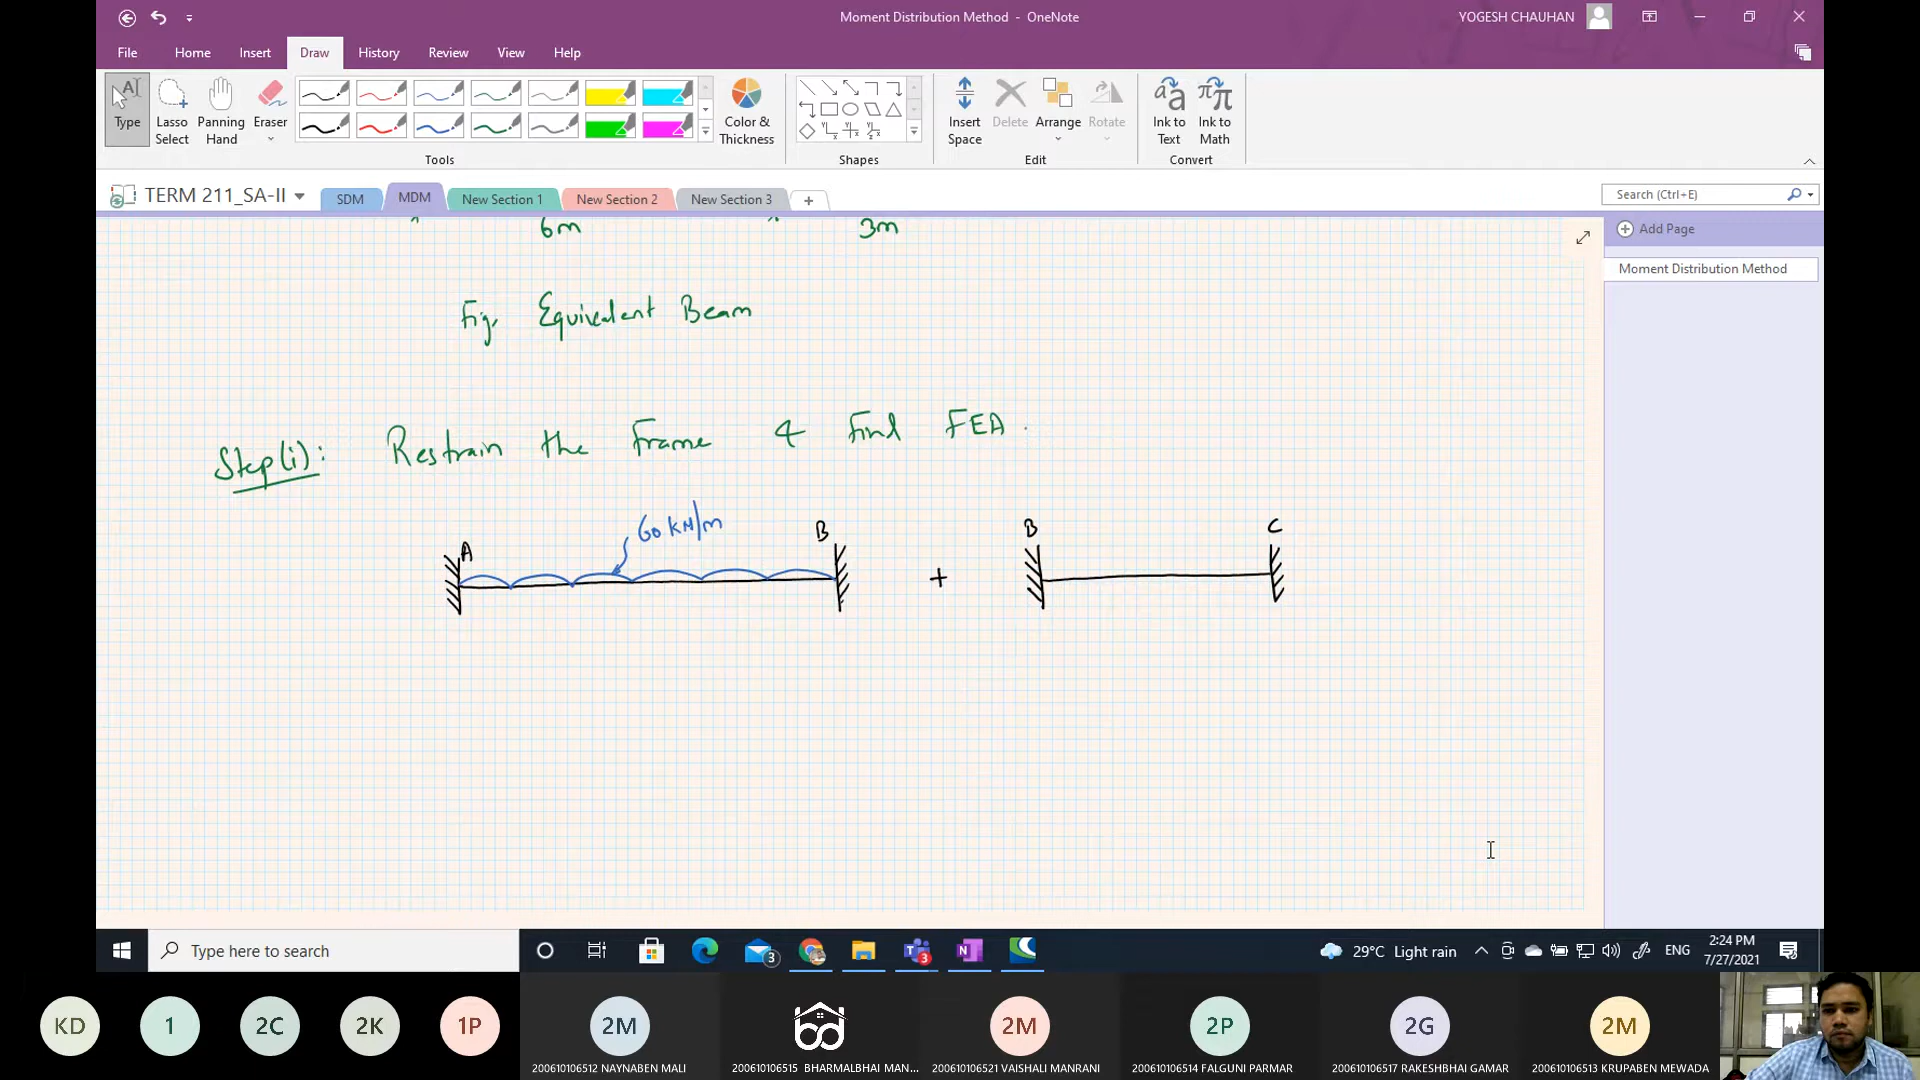 Moment Distribution Method - OneNote
YOGESH CHAUHAN
File Home Insert Draw History Review View Help
Type
Lasso Select
Panning Hand
Eraser
Color & Thickness
Insert Space
Delete
Arrange
Rotate
Ink to Text
Ink to Math
Tools
Shapes
Edit
Convert
TERM 211_SA-II
SDM
MDM
New Section 1
New Section 2
New Section 3
Search (Ctrl+E)
Add Page
Moment Distribution Method
6m 3m
Fig. Equivalent Beam
Step(i): Restrain the Frame & find FEA.
60 KN/m
A B + B C
Type here to search
3
3
29°C Light rain
ENG
2:24 PM
7/27/2021
KD 1 2C 2K 1P 2M bd 2M 2P 2G 2M
200610106512 NAYNABEN MALI
200610106515 BHARMALBHAI MAN...
200610106521 VAISHALI MANRANI
200610106514 FALGUNI PARMAR
200610106517 RAKESHBHAI GAMAR
200610106513 KRUPABEN MEWADA